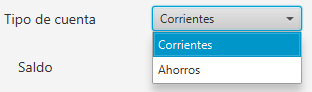 Tipo de cuenta Corrientes
Corrientes
Saldo Ahorros